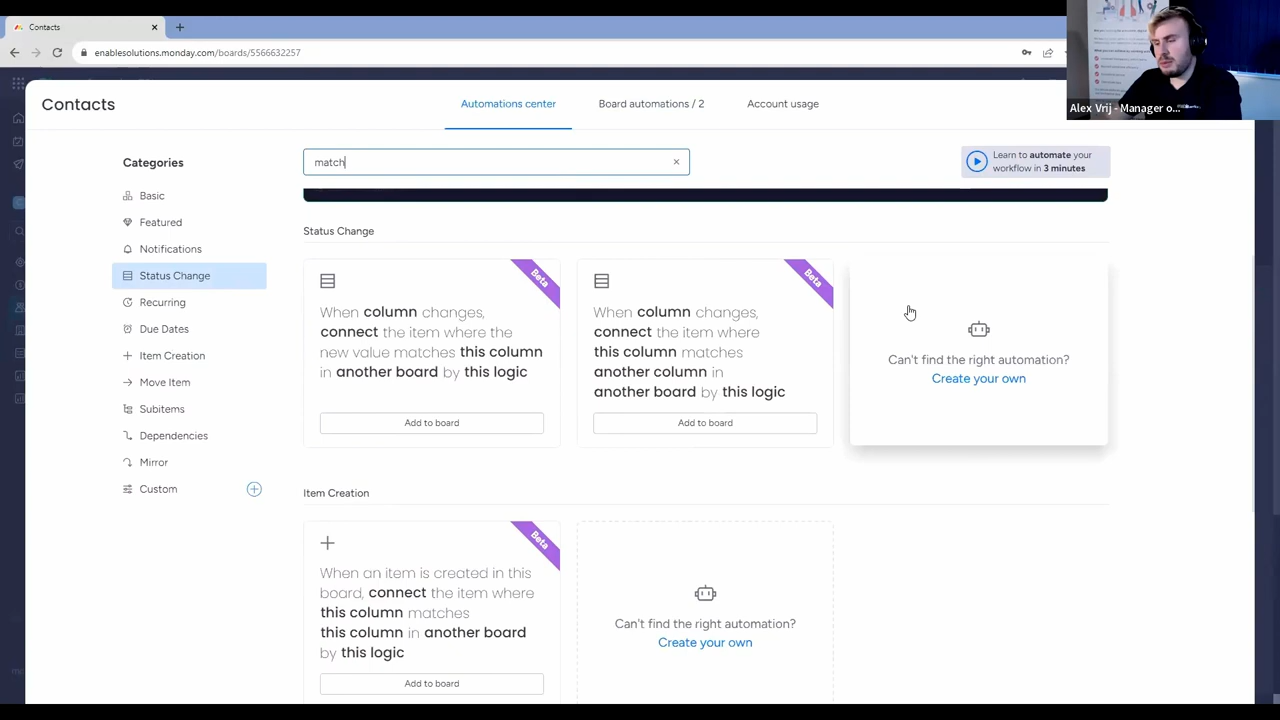 Contacts
enablesolutions.monday.com/boards/5566632257
Alex Vrij - Manager o...
Contacts
Automations center
Board automations / 2
Account usage
Categories
match
Learn to automate your
workflow in 3 minutes
Basic
Featured
Notifications
Status Change
Recurring
Due Dates
Item Creation
Move Item
Subitems
Dependencies
Mirror
Custom
Status Change
Beta
When column changes,
connect the item where the
new value matches this column
in another board by this logic
Add to board
Beta
When column changes,
connect the item where
this column matches
another column in
another board by this logic
Add to board
Can't find the right automation?
Create your own
Item Creation
Beta
When an item is created in this
board, connect the item where
this column matches
this column in another board
by this logic
Add to board
Can't find the right automation?
Create your own